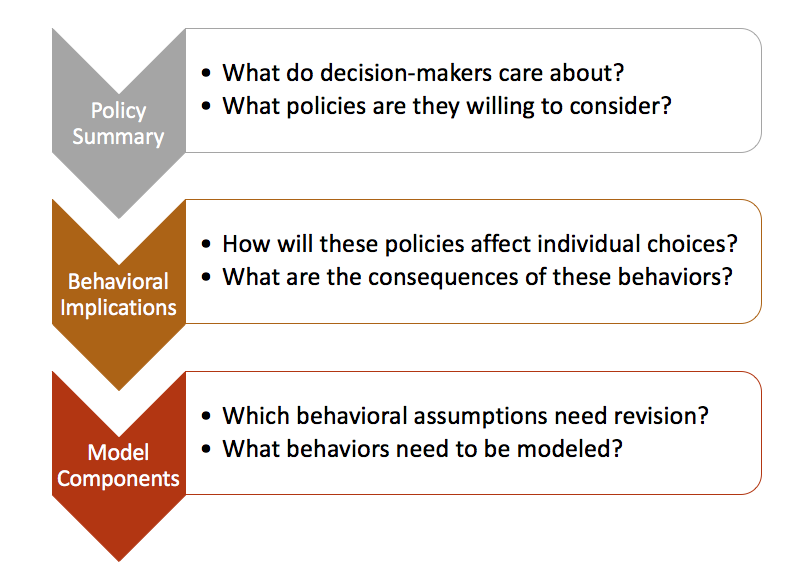 Policy
Summary
• What do decision-makers care about?
• What policies are they willing to consider?
Behavioral
Implications
• How will these policies affect individual choices?
• What are the consequences of these behaviors?
Model
Components
• Which behavioral assumptions need revision?
• What behaviors need to be modeled?